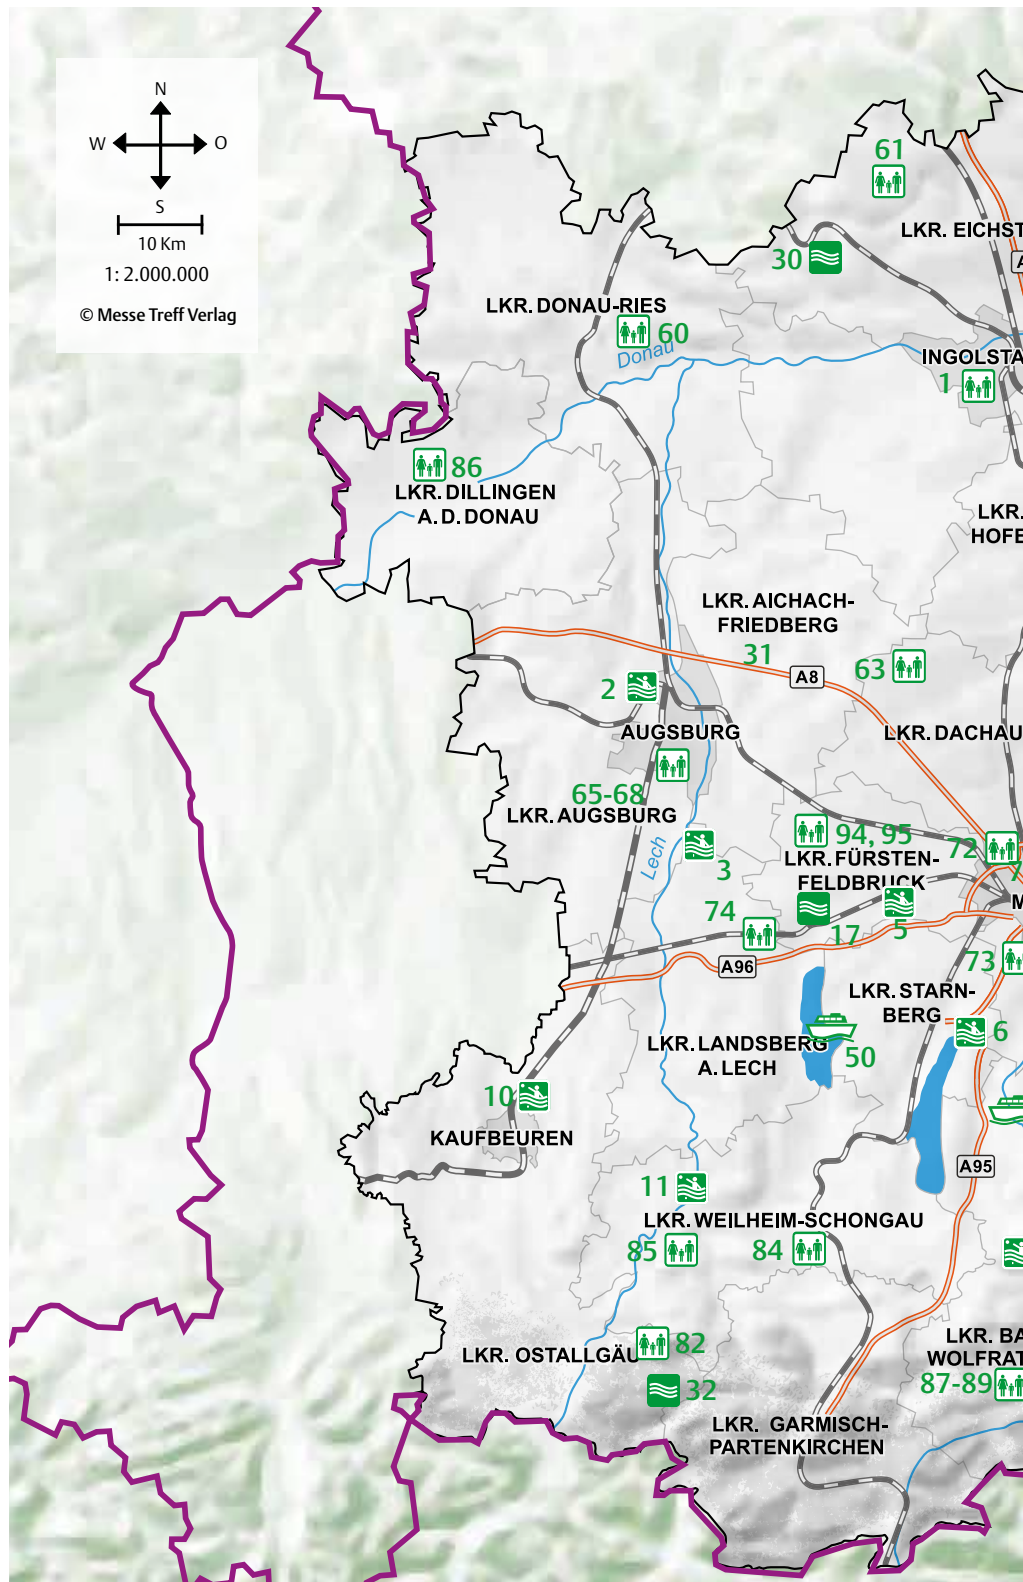 N
W
O
S
10 Km
1: 2.000.000
© Messe Treff Verlag
61
LKR. EICHST
A
30
LKR. DONAU-RIES
60
Donau
INGOLSTA
1
86
LKR. DILLINGEN
A. D. DONAU
LKR.
HOFE
LKR. AICHACH-
FRIEDBERG
31
63
A8
2
AUGSBURG
LKR. DACHAU
65-68
LKR. AUGSBURG
94, 95
72
7
Lech
3
LKR. FÜRSTEN-
FELDBRUCK
M
74
17
5
A96
73
LKR. STARN-
BERG
6
LKR. LANDSBERG
A. LECH
50
10
KAUFBEUREN
A95
11
LKR. WEILHEIM-SCHONGAU
85
84
82
LKR. OSTALLGÄU
LKR. BA
WOLFRAT
87-89
32
LKR. GARMISCH-
PARTENKIRCHEN